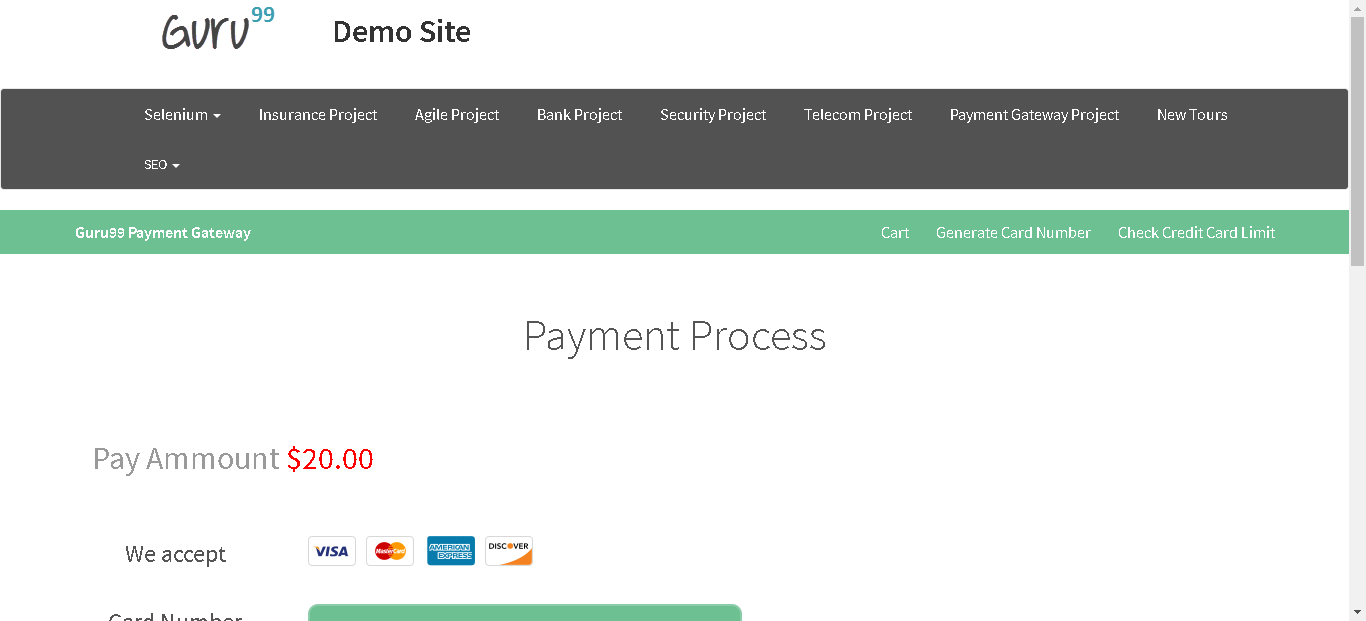 Guru99 Demo Site
Selenium Insurance Project Agile Project Bank Project Security Project Telecom Project Payment Gateway Project New Tours
SEO
Guru99 Payment Gateway Cart Generate Card Number Check Credit Card Limit
Payment Process
Pay Ammount $20.00
We accept VISA MasterCard AMERICAN EXPRESS DISCOVER
Card Number